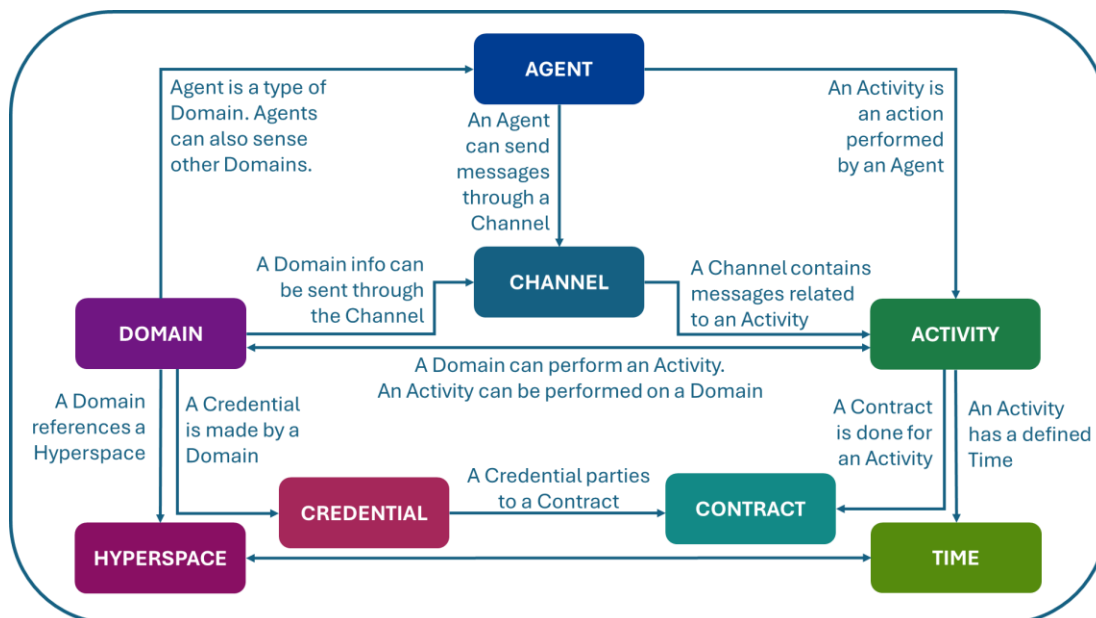 AGENT
Agent is a type of
Domain. Agents
can also sense
other Domains.
An Agent
can send
messages
through a
Channel
An Activity is
an action
performed
by an Agent
A Domain info can
be sent through
the Channel
CHANNEL
A Channel contains
messages related
to an Activity
DOMAIN
ACTIVITY
A Domain can perform an Activity.
An Activity can be performed on a Domain
A Domain
references a
Hyperspace
A Credential
is made by a
Domain
A Contract
is done for
an Activity
An Activity
has a defined
Time
CREDENTIAL
A Credential parties
to a Contract
CONTRACT
HYPERSPACE
TIME